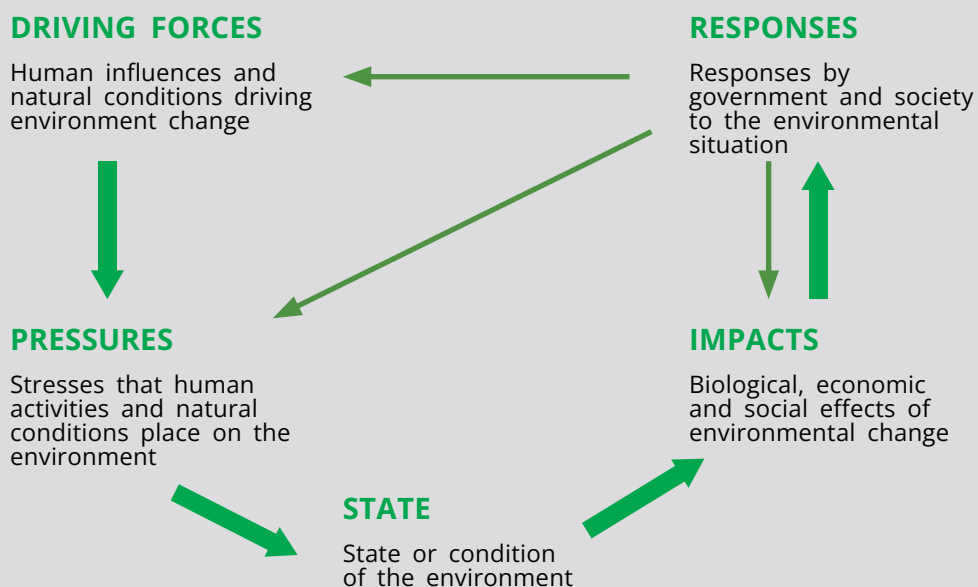 DRIVING FORCES
Human influences and
natural conditions driving
environment change
RESPONSES
Responses by
government and society
to the environmental
situation
PRESSURES
Stresses that human
activities and natural
conditions place on the
environment
IMPACTS
Biological, economic
and social effects of
environmental change
STATE
State or condition
of the environment